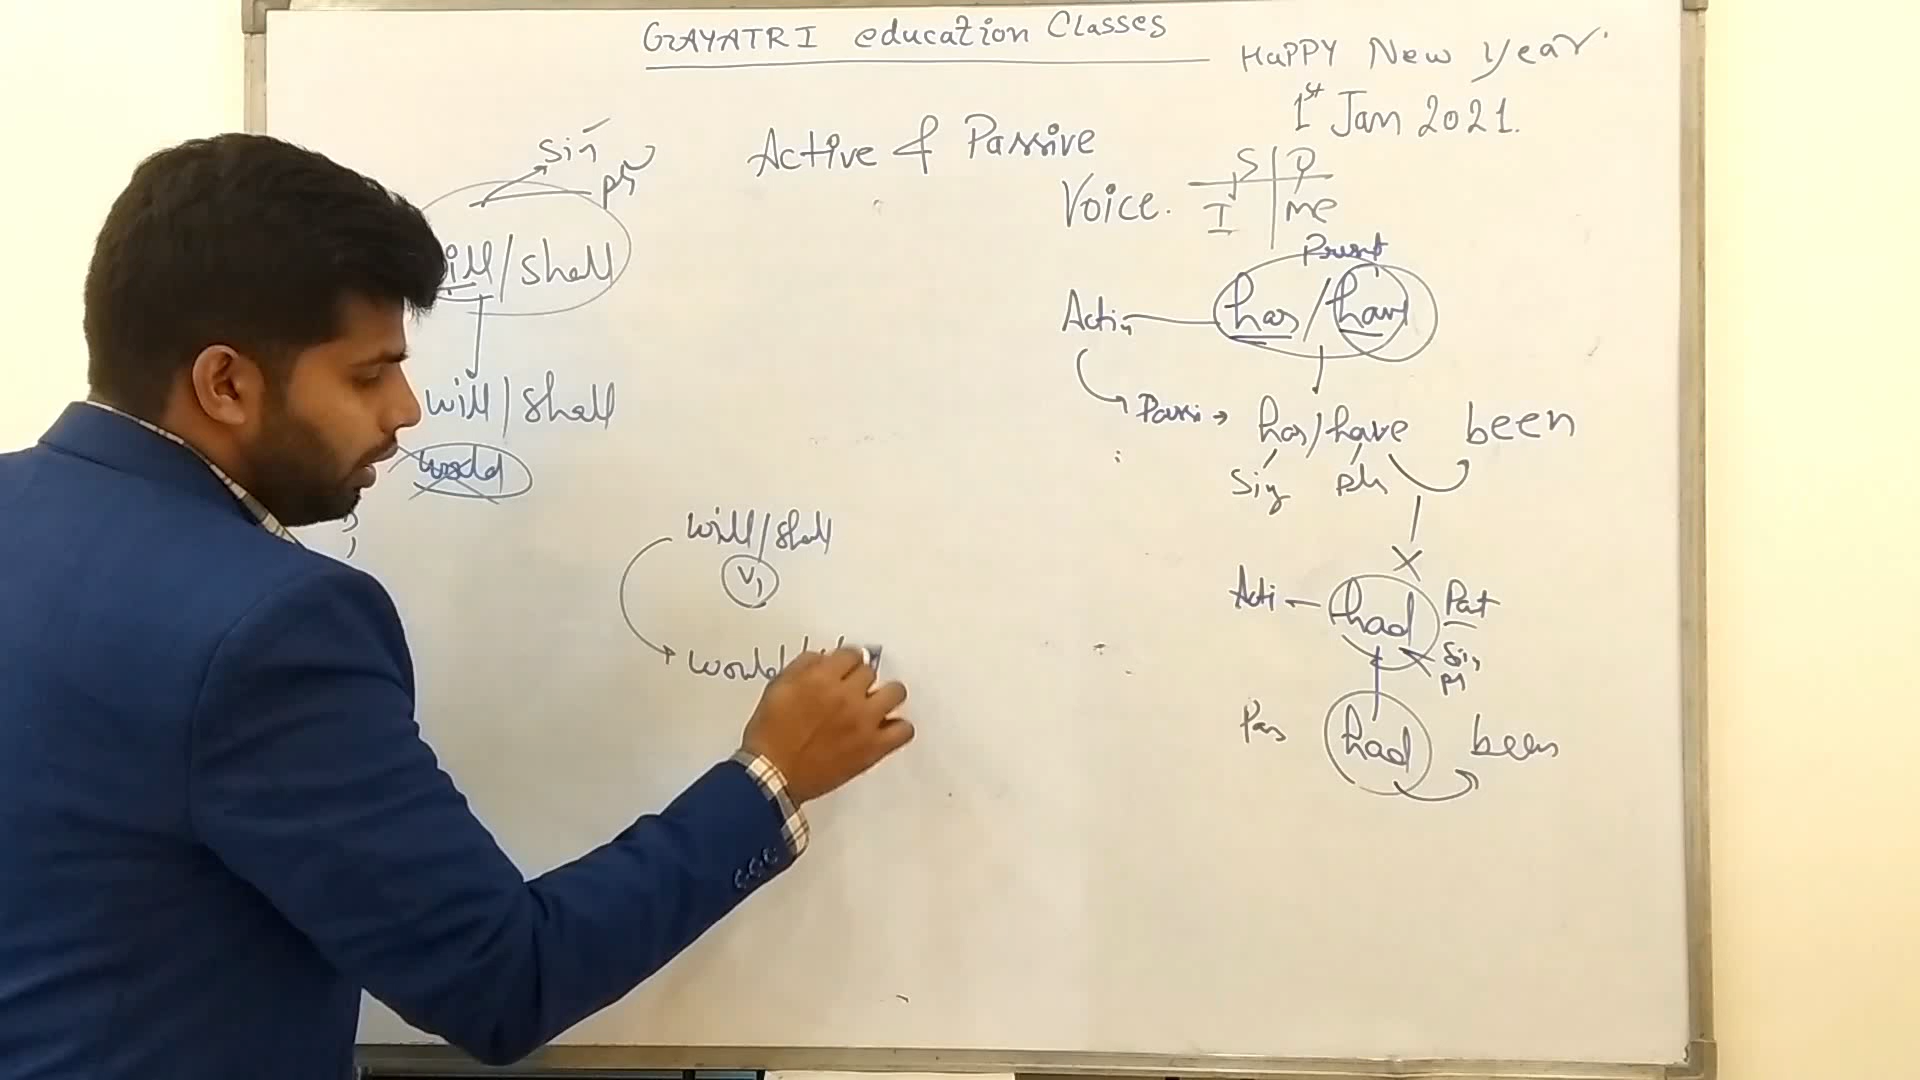 GAYATRI education Classes
HaPPY New Year.
1st Jan 2021.
Active & Passive
Voice.
S | O
I | me
Sin
plu
will/shall
will/shall
would
will/shall
V1
would
Present
Activ
has/have
Passi → has/have been
Sig plu
X
Acti - had Past
Sin
Pl
Pas had been